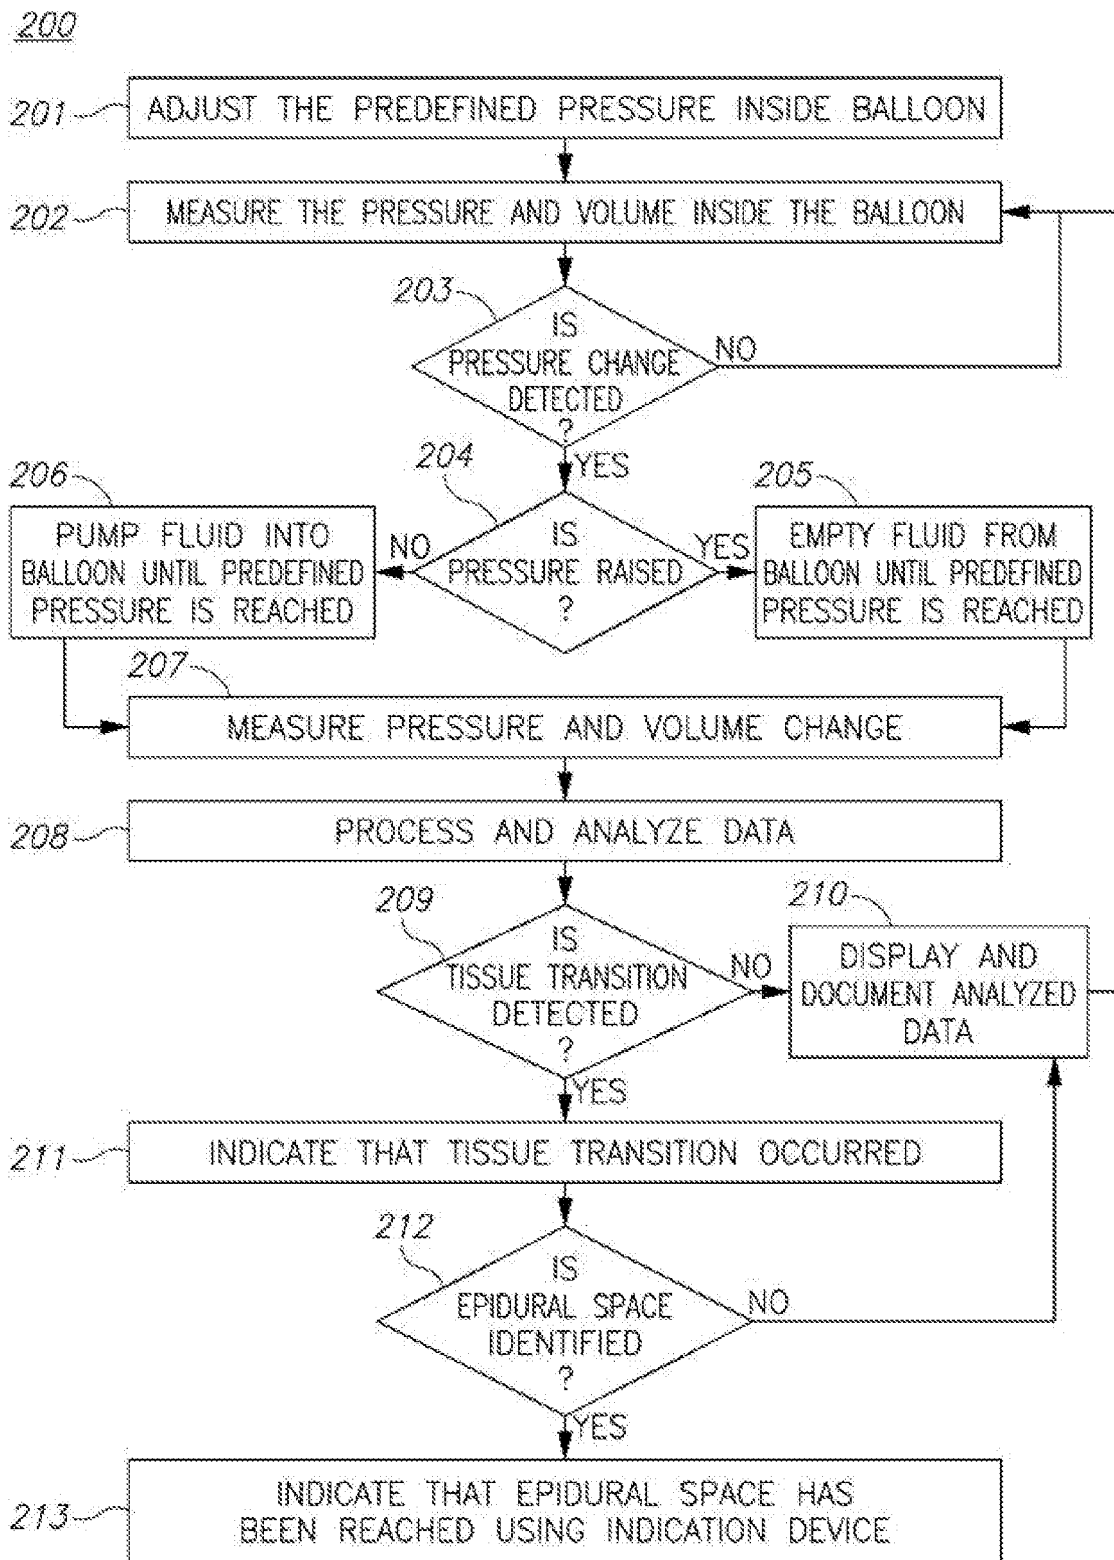 200
201
ADJUST THE PREDEFINED PRESSURE INSIDE BALLOON
202
MEASURE THE PRESSURE AND VOLUME INSIDE THE BALLOON
203
IS
PRESSURE CHANGE
DETECTED
?
NO
YES
204
IS
PRESSURE RAISED
?
NO
YES
206
PUMP FLUID INTO
BALLOON UNTIL PREDEFINED
PRESSURE IS REACHED
205
EMPTY FLUID FROM
BALLOON UNTIL PREDEFINED
PRESSURE IS REACHED
207
MEASURE PRESSURE AND VOLUME CHANGE
208
PROCESS AND ANALYZE DATA
209
IS
TISSUE TRANSITION
DETECTED
?
NO
YES
210
DISPLAY AND
DOCUMENT ANALYZED
DATA
211
INDICATE THAT TISSUE TRANSITION OCCURRED
212
IS
EPIDURAL SPACE
IDENTIFIED
?
NO
YES
213
INDICATE THAT EPIDURAL SPACE HAS
BEEN REACHED USING INDICATION DEVICE